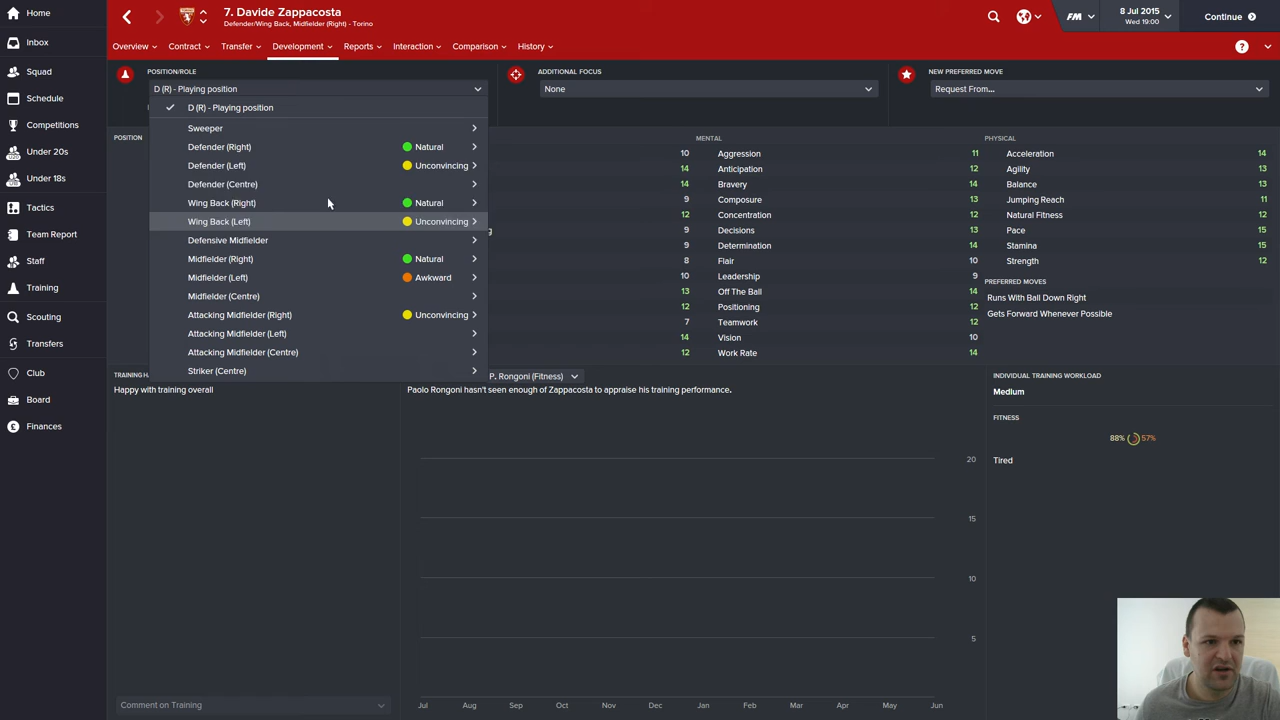 Home
7. Davide Zappacosta
Defender/Wing Back, Midfielder (Right) - Torino
FM
8 Jul 2015
Wed 19:00
Continue
Inbox
Overview Contract Transfer Development Reports Interaction Comparison History
?
Squad
Schedule
Competitions
Under 20s
Under 18s
Tactics
Team Report
Staff
Training
Scouting
Transfers
Club
Board
Finances
POSITION/ROLE
D (R) - Playing position
ADDITIONAL FOCUS
None
NEW PREFERRED MOVE
Request From...
POSITION
D (R) - Playing position
Sweeper
Defender (Right) Natural
Defender (Left) Unconvincing
Defender (Centre)
Wing Back (Right) Natural
Wing Back (Left) Unconvincing
Defensive Midfielder
Midfielder (Right) Natural
Midfielder (Left) Awkward
Midfielder (Centre)
Attacking Midfielder (Right) Unconvincing
Attacking Midfielder (Left)
Attacking Midfielder (Centre)
Striker (Centre)
10
14
14
9
12
9
9
8
10
13
12
7
14
12
MENTAL
Aggression 11
Anticipation 12
Bravery 14
Composure 13
Concentration 12
Decisions 13
Determination 14
Flair 10
Leadership 9
Off The Ball 14
Positioning 12
Teamwork 12
Vision 10
Work Rate 14
PHYSICAL
Acceleration 14
Agility 13
Balance 14
Jumping Reach 11
Natural Fitness 12
Pace 15
Stamina 15
Strength 12
PREFERRED MOVES
Runs With Ball Down Right
Gets Forward Whenever Possible
TRAINING HA
Happy with training overall
P. Rongoni (Fitness)
Paolo Rongoni hasn't seen enough of Zappacosta to appraise his training performance.
INDIVIDUAL TRAINING WORKLOAD
Medium
FITNESS
88% 57%
Tired
20
15
10
5
Jul Aug Sep Oct Nov Dec Jan Feb Mar Apr May Jun
Comment on Training